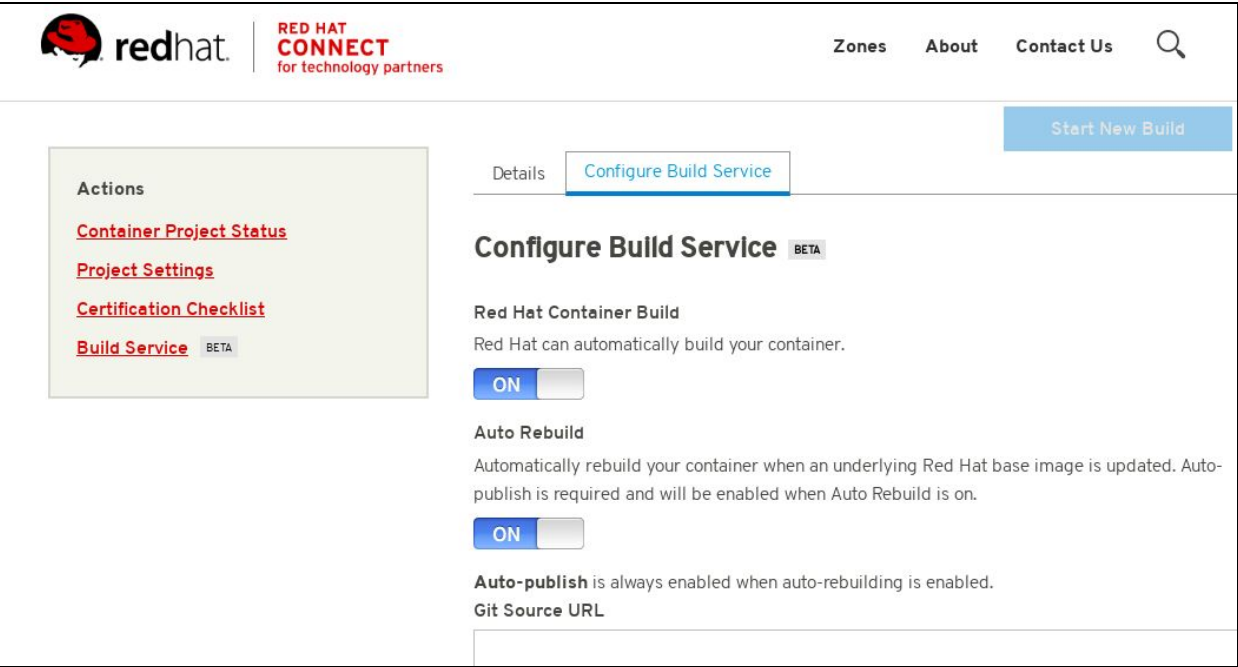 redhat.
RED HAT
CONNECT
for technology partners
Zones About Contact Us
Start New Build
Actions
Container Project Status
Project Settings
Certification Checklist
Build Service BETA
Details Configure Build Service
Configure Build Service BETA
Red Hat Container Build
Red Hat can automatically build your container.
ON
Auto Rebuild
Automatically rebuild your container when an underlying Red Hat base image is updated. Auto-
publish is required and will be enabled when Auto Rebuild is on.
ON
Auto-publish is always enabled when auto-rebuilding is enabled.
Git Source URL